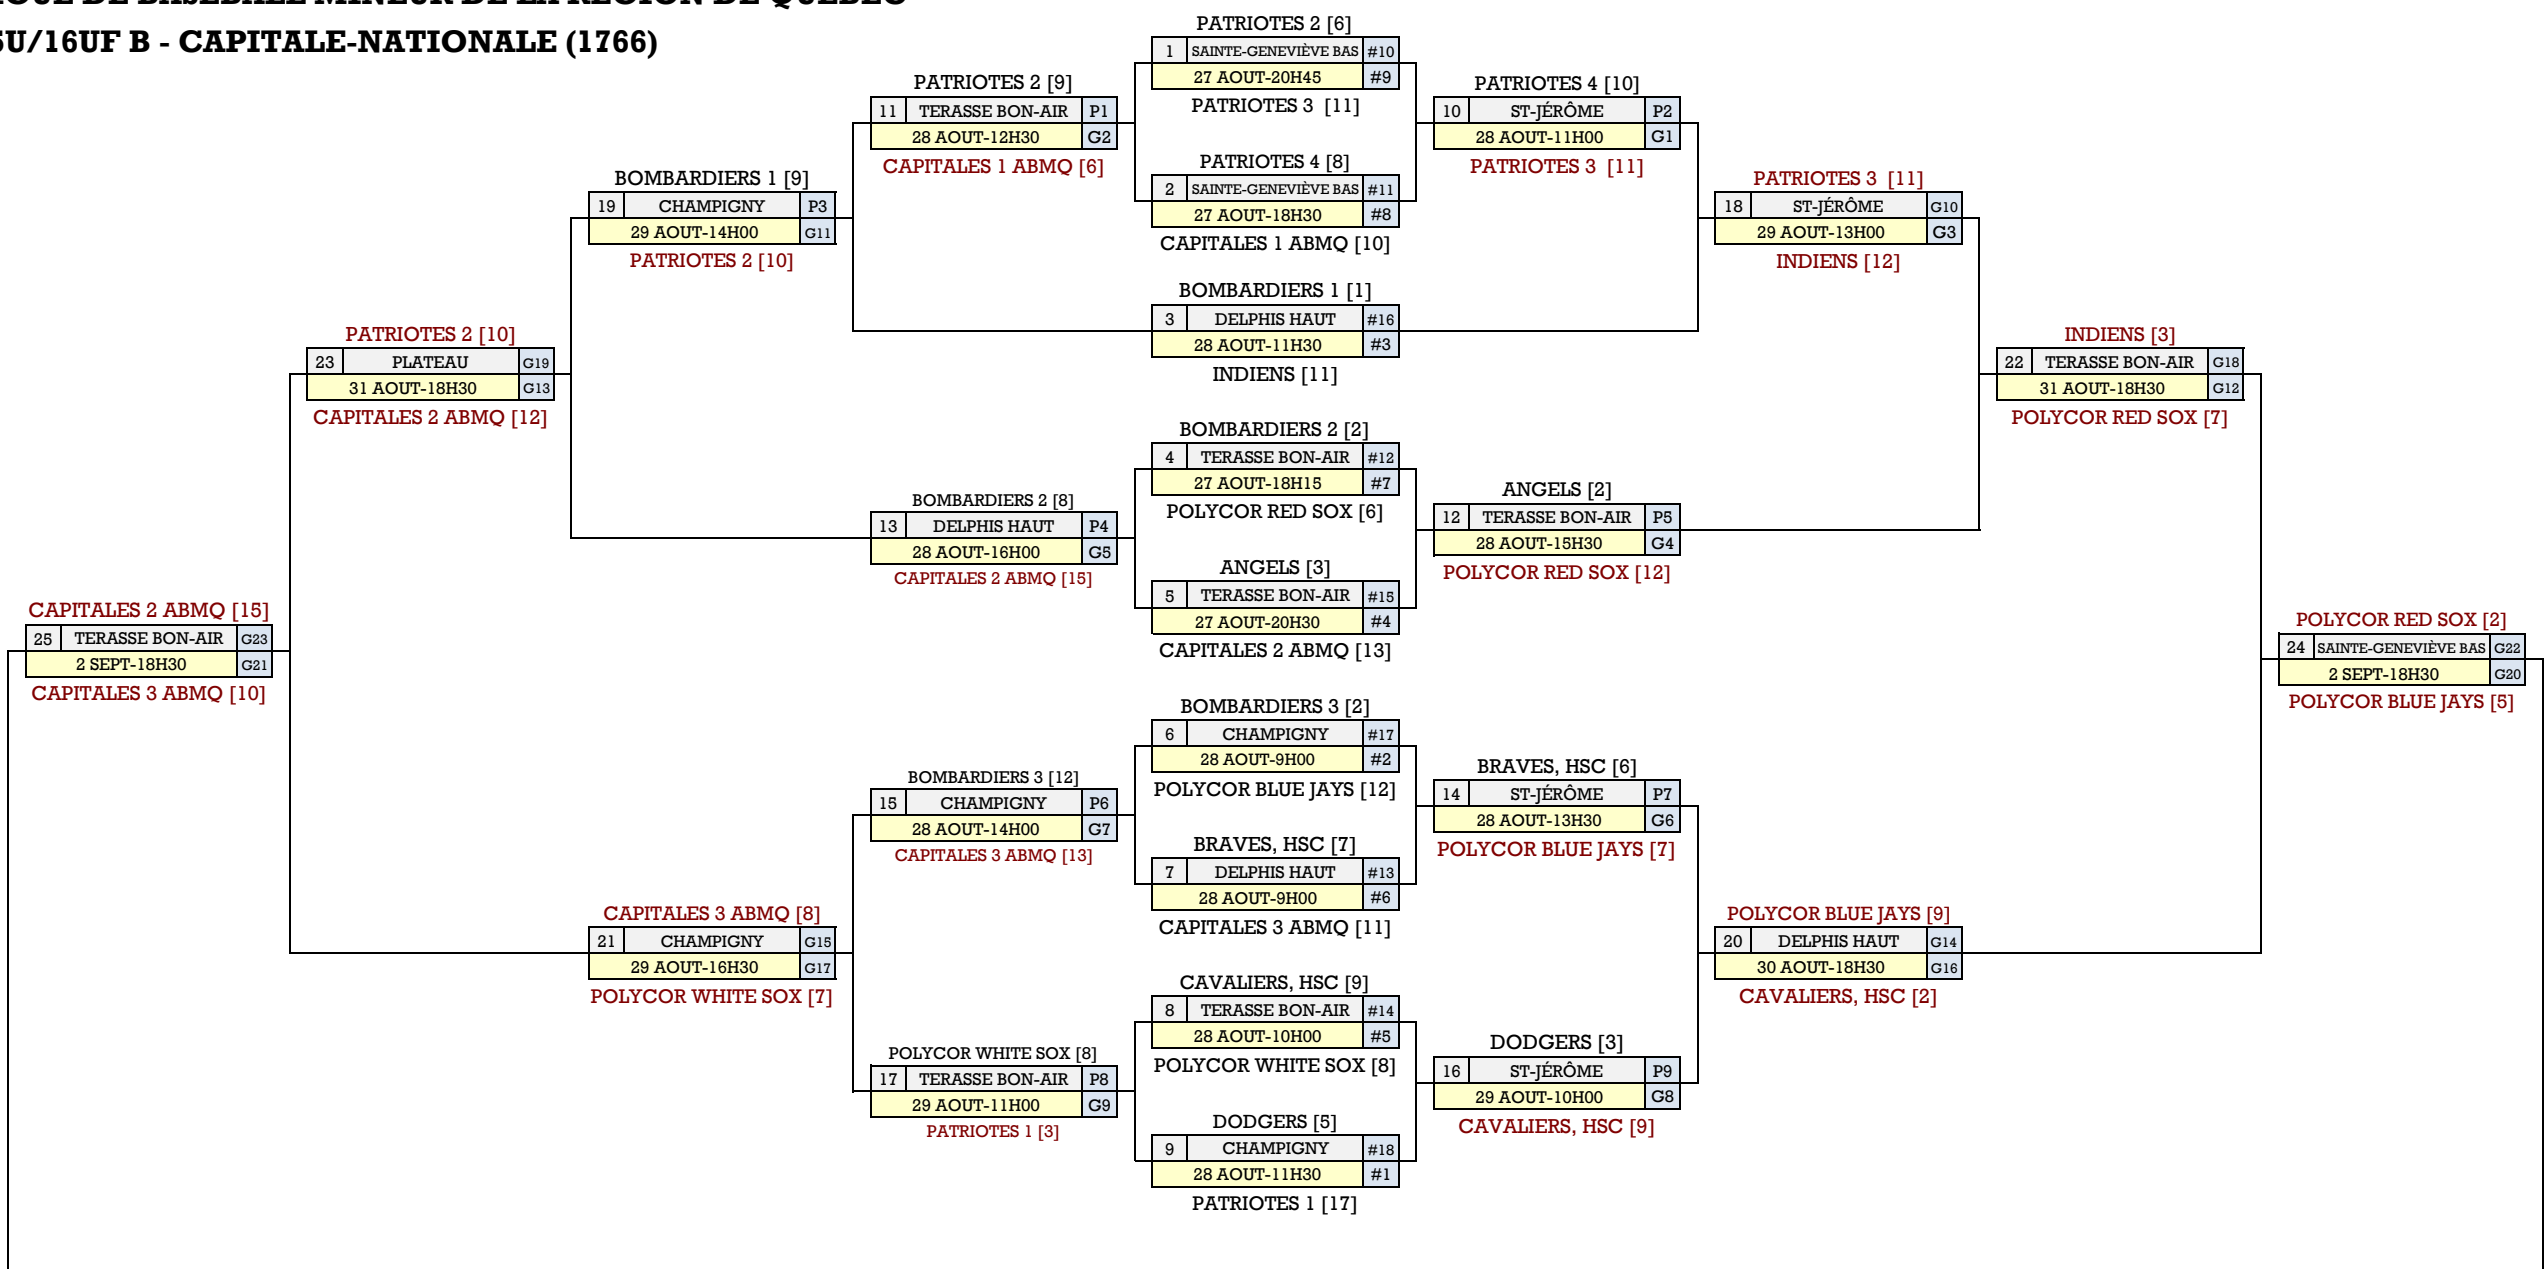 GUE DE BASEBALL MINEUR DE LA RÉGION DE QUÉBEC
5U/16UF B - CAPITALE-NATIONALE (1766)
PATRIOTES 2 [6]
1 SAINTE-GENEVIÈVE BAS #10
27 AOUT-20H45 #9
PATRIOTES 3 [11]
PATRIOTES 2 [9]
11 TERASSE BON-AIR P1
28 AOUT-12H30 G2
CAPITALES 1 ABMQ [6]
PATRIOTES 4 [10]
10 ST-JÉRÔME P2
28 AOUT-11H00 G1
PATRIOTES 3 [11]
PATRIOTES 4 [8]
2 SAINTE-GENEVIÈVE BAS #11
27 AOUT-18H30 #8
CAPITALES 1 ABMQ [10]
BOMBARDIERS 1 [9]
19 CHAMPIGNY P3
29 AOUT-14H00 G11
PATRIOTES 2 [10]
PATRIOTES 3 [11]
18 ST-JÉRÔME G10
29 AOUT-13H00 G3
INDIENS [12]
BOMBARDIERS 1 [1]
3 DELPHIS HAUT #16
28 AOUT-11H30 #3
INDIENS [11]
PATRIOTES 2 [10]
23 PLATEAU G19
31 AOUT-18H30 G13
CAPITALES 2 ABMQ [12]
INDIENS [3]
22 TERASSE BON-AIR G18
31 AOUT-18H30 G12
POLYCOR RED SOX [7]
BOMBARDIERS 2 [2]
4 TERASSE BON-AIR #12
27 AOUT-18H15 #7
POLYCOR RED SOX [6]
BOMBARDIERS 2 [8]
13 DELPHIS HAUT P4
28 AOUT-16H00 G5
CAPITALES 2 ABMQ [15]
ANGELS [2]
12 TERASSE BON-AIR P5
28 AOUT-15H30 G4
POLYCOR RED SOX [12]
ANGELS [3]
5 TERASSE BON-AIR #15
27 AOUT-20H30 #4
CAPITALES 2 ABMQ [13]
CAPITALES 2 ABMQ [15]
25 TERASSE BON-AIR G23
2 SEPT-18H30 G21
CAPITALES 3 ABMQ [10]
POLYCOR RED SOX [2]
24 SAINTE-GENEVIÈVE BAS G22
2 SEPT-18H30 G20
POLYCOR BLUE JAYS [5]
BOMBARDIERS 3 [2]
6 CHAMPIGNY #17
28 AOUT-9H00 #2
POLYCOR BLUE JAYS [12]
BOMBARDIERS 3 [12]
15 CHAMPIGNY P6
28 AOUT-14H00 G7
CAPITALES 3 ABMQ [13]
BRAVES, HSC [6]
14 ST-JÉRÔME P7
28 AOUT-13H30 G6
POLYCOR BLUE JAYS [7]
BRAVES, HSC [7]
7 DELPHIS HAUT #13
28 AOUT-9H00 #6
CAPITALES 3 ABMQ [11]
CAPITALES 3 ABMQ [8]
21 CHAMPIGNY G15
29 AOUT-16H30 G17
POLYCOR WHITE SOX [7]
POLYCOR BLUE JAYS [9]
20 DELPHIS HAUT G14
30 AOUT-18H30 G16
CAVALIERS, HSC [2]
CAVALIERS, HSC [9]
8 TERASSE BON-AIR #14
28 AOUT-10H00 #5
POLYCOR WHITE SOX [8]
POLYCOR WHITE SOX [8]
17 TERASSE BON-AIR P8
29 AOUT-11H00 G9
PATRIOTES 1 [3]
DODGERS [3]
16 ST-JÉRÔME P9
29 AOUT-10H00 G8
CAVALIERS, HSC [9]
DODGERS [5]
9 CHAMPIGNY #18
28 AOUT-11H30 #1
PATRIOTES 1 [17]